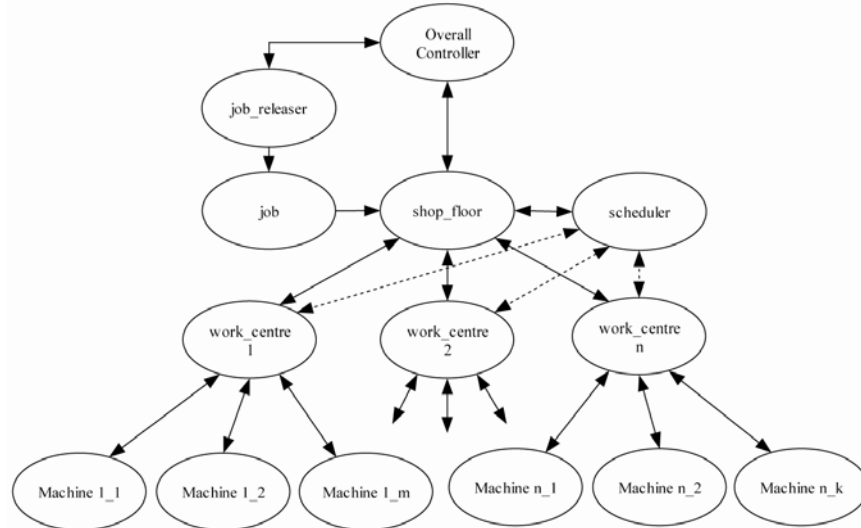 Overall
Controller
job_releaser
job
shop_floor
scheduler
work_centre
1
work_centre
2
work_centre
n
Machine 1_1
Machine 1_2
Machine 1_m
Machine n_1
Machine n_2
Machine n_k